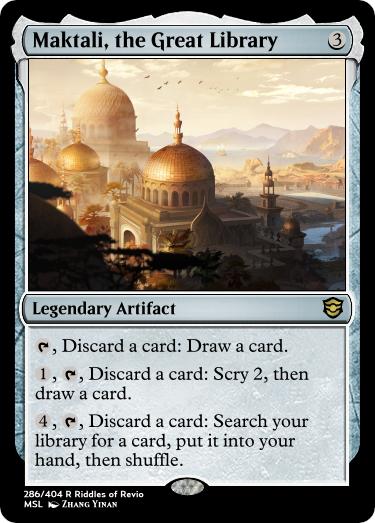 Maktali, the Great Library 3
Legendary Artifact
, Discard a card: Draw a card.
1 , , Discard a card: Scry 2, then
draw a card.
4 , , Discard a card: Search your
library for a card, put it into your
hand, then shuffle.
286/404 R Riddles of Revio
MSL Zhang Yinan